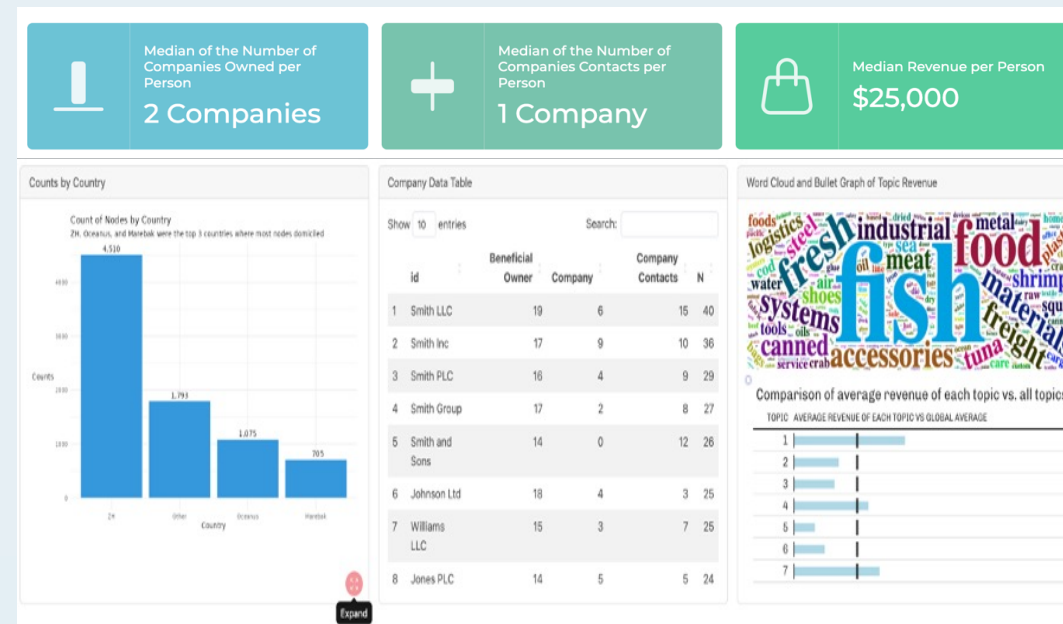 Median of the Number of
Companies Owned per
Person
2 Companies
Median of the Number of
Companies Contacts per
Person
1 Company
Median Revenue per Person
$25,000
Counts by Country
Count of Nodes by Country
ZH, Oceanus, and Marebak were the top 3 countries where most nodes domiciled
4,510
1,793
1,075
705
Counts
0
ZH
Other
Oceanus
Marebak
Country
Expand
Company Data Table
Show 10 entries
Search:
id Beneficial Owner Company Company Contacts N
1 Smith LLC 19 6 15 40
2 Smith Inc 17 9 10 36
3 Smith PLC 16 4 9 29
4 Smith Group 17 2 8 27
5 Smith and 14 0 12 26
Sons
6 Johnson Ltd 18 4 3 25
7 Williams 15 3 7 25
LLC
8 Jones PLC 14 5 5 24
Word Cloud and Bullet Graph of Topic Revenue
foods
logistics
steel
fresh
industrial
metal
food
dried
type
sea
meat
oil
line
cod
water
air
shoes
fish
shrimp
raw
materials
systems
tools
oils
canned
service
crab
accessories
tuna
freight
care
Comparison of average revenue of each topic vs. all topics
TOPIC AVERAGE REVENUE OF EACH TOPIC VS GLOBAL AVERAGE
1
2
3
4
5
6
7